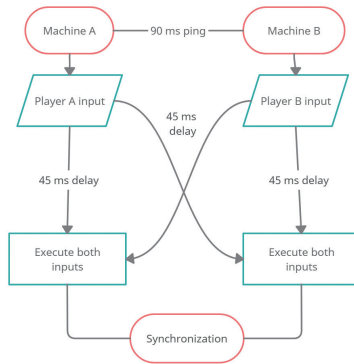 Machine A
90 ms ping
Machine B
Player A input
45 ms
delay
Player B input
45 ms delay
45 ms delay
Execute both
inputs
Execute both
inputs
Synchronization